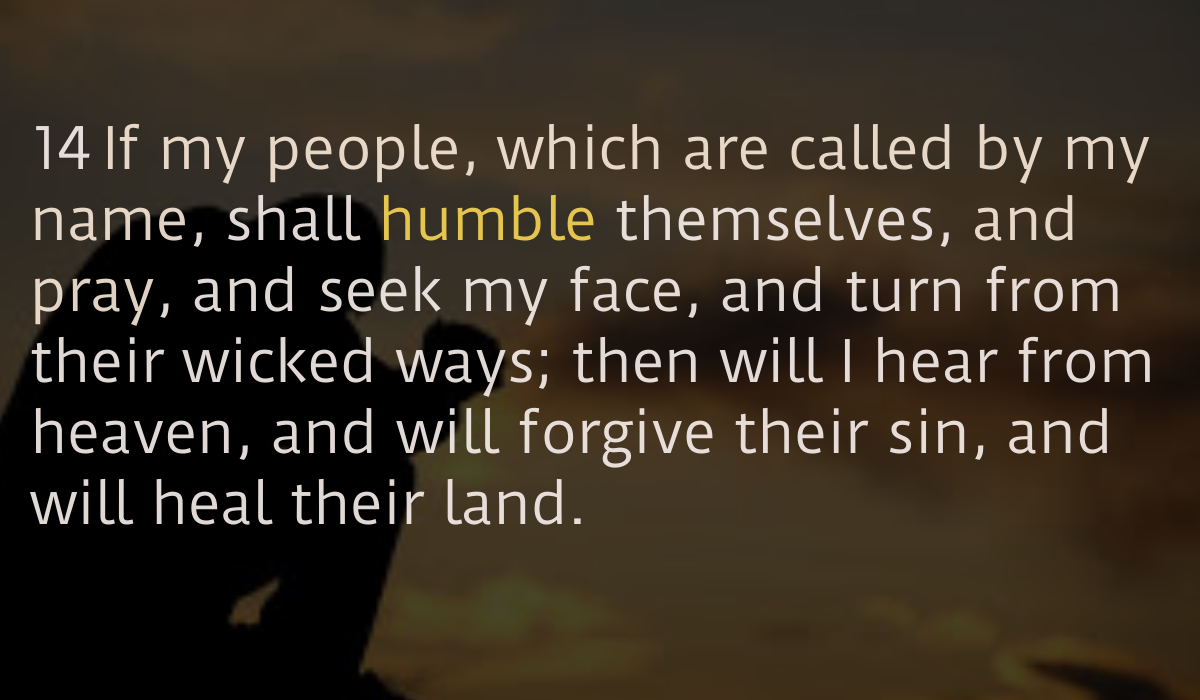 14 If my people, which are called by my
name, shall humble themselves, and
pray, and seek my face, and turn from
their wicked ways; then will I hear from
heaven, and will forgive their sin, and
will heal their land.